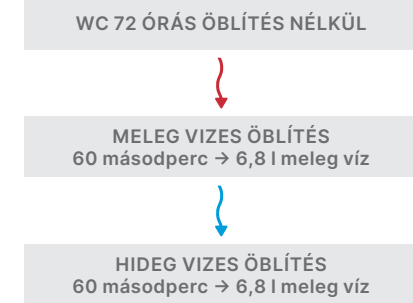 WC 72 ÓRÁS ÖBLÍTÉS NÉLKÜL
MELEG VIZES ÖBLÍTÉS
60 másodperc → 6,8 l meleg víz
HIDEG VIZES ÖBLÍTÉS
60 másodperc → 6,8 l meleg víz